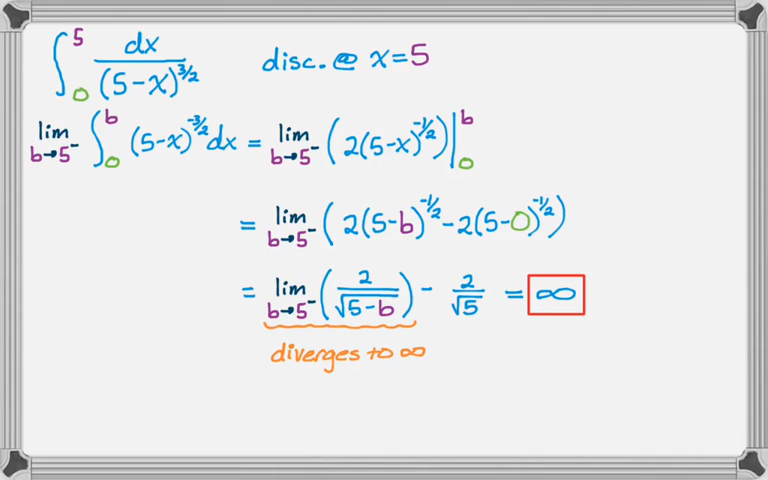 ∫₀⁵ dx/(5-x)^(3/2) disc. @ x=5
lim b→5⁻ ∫₀ᵇ (5-x)^(-3/2) dx = lim b→5⁻ (2(5-x)^(-1/2))|₀ᵇ
= lim b→5⁻ (2(5-b)^(-1/2) - 2(5-0)^(-1/2))
= lim b→5⁻ (2/√(5-b)) - 2/√5 = ∞
diverges to ∞